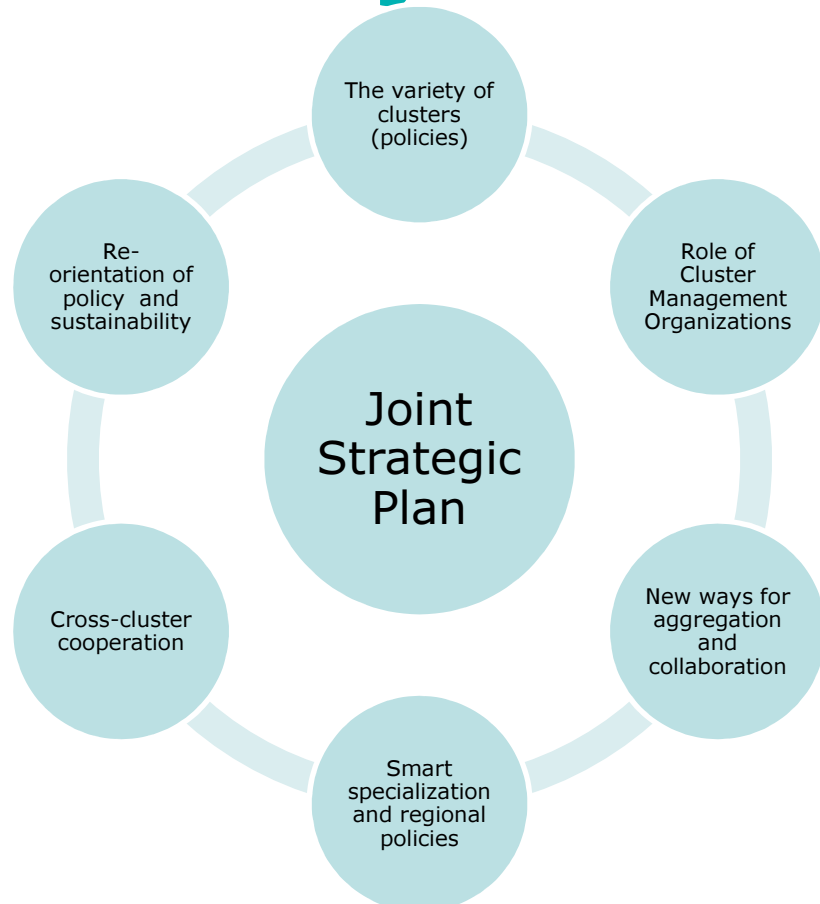 The variety of
clusters
(policies)
Role of
Cluster
Management
Organizations
New ways for
aggregation
and
collaboration
Smart
specialization
and regional
policies
Cross-cluster
cooperation
Re-
orientation of
policy and
sustainability
Joint
Strategic
Plan